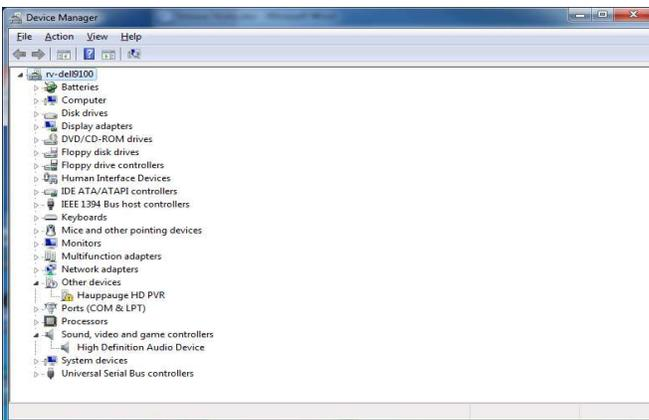 Device Manager
File Action View Help
rv-dell9100
Batteries
Computer
Disk drives
Display adapters
DVD/CD-ROM drives
Floppy disk drives
Floppy drive controllers
Human Interface Devices
IDE ATA/ATAPI controllers
IEEE 1394 Bus host controllers
Keyboards
Mice and other pointing devices
Monitors
Multifunction adapters
Network adapters
Other devices
Hauppauge HD PVR
Ports (COM & LPT)
Processors
Sound, video and game controllers
High Definition Audio Device
System devices
Universal Serial Bus controllers